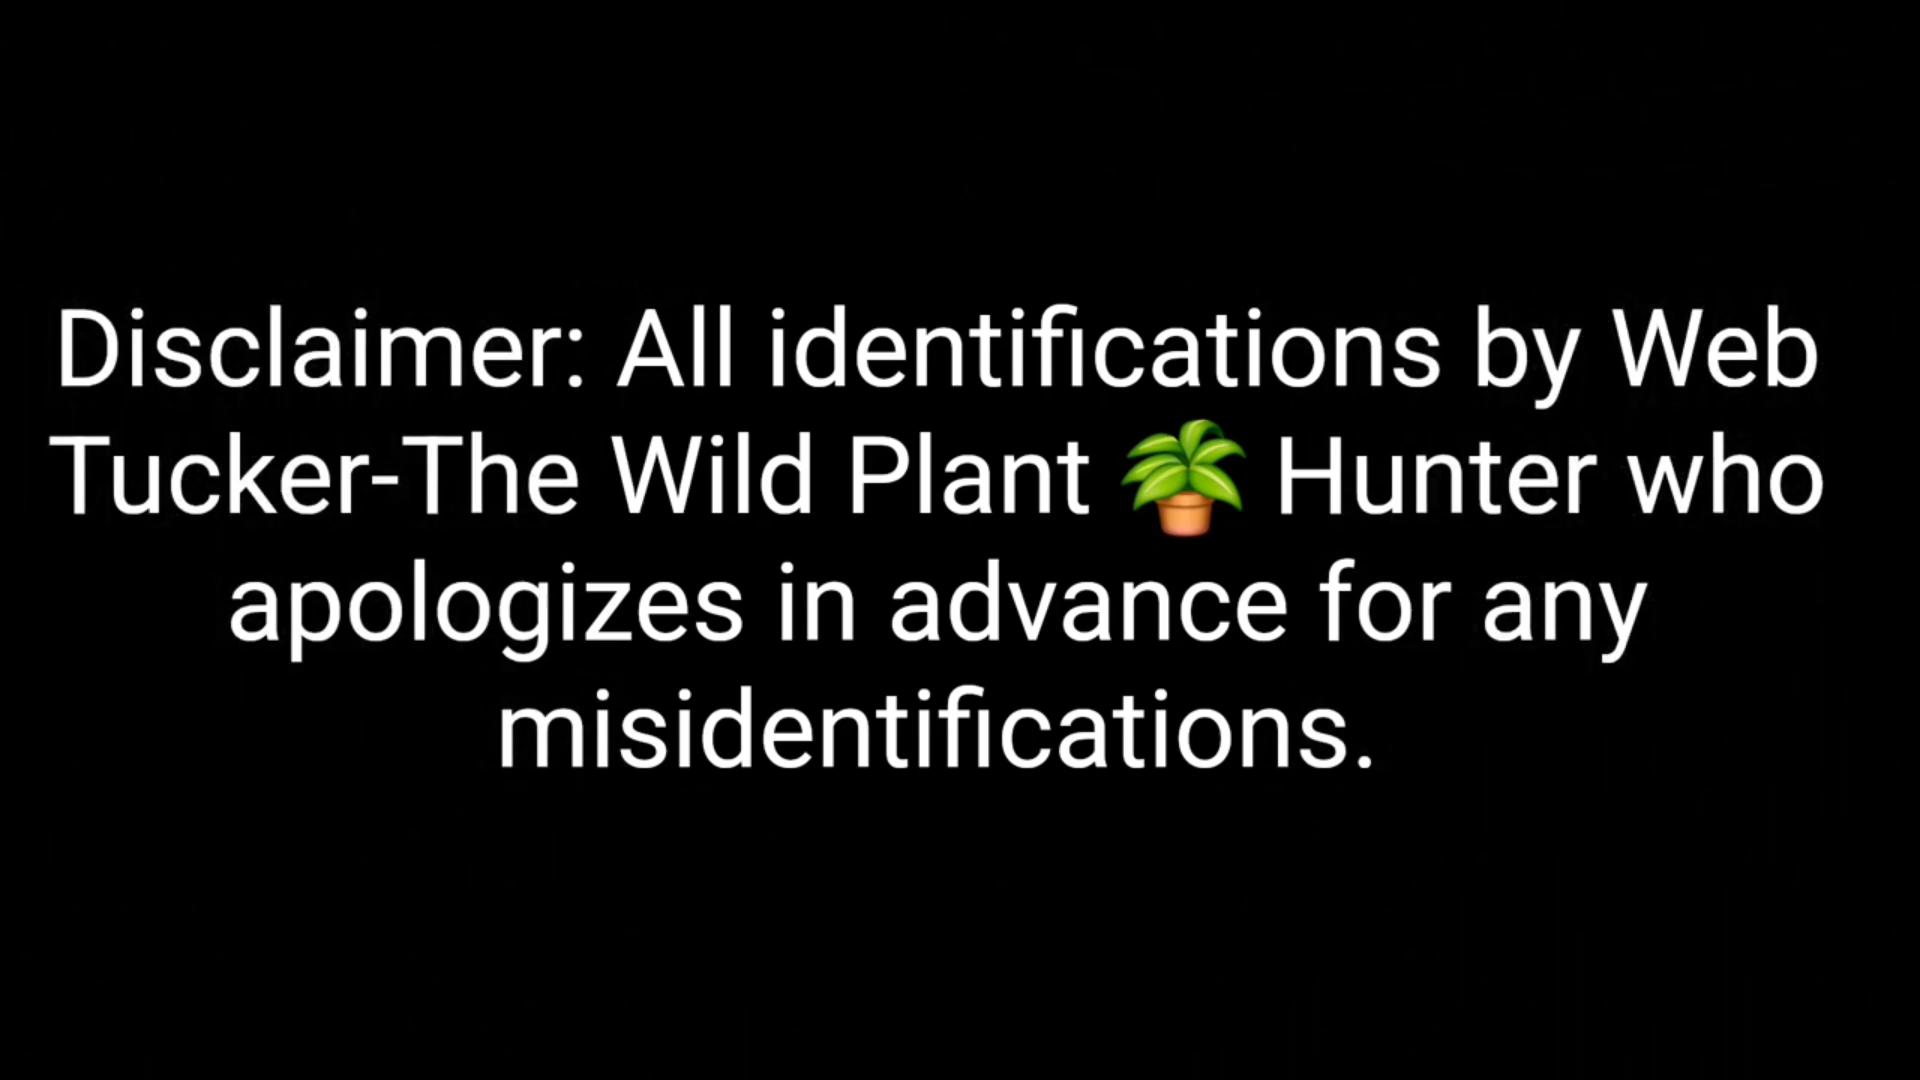 Disclaimer: All identifications by Web
Tucker-The Wild Plant 🪴 Hunter who
apologizes in advance for any
misidentifications.